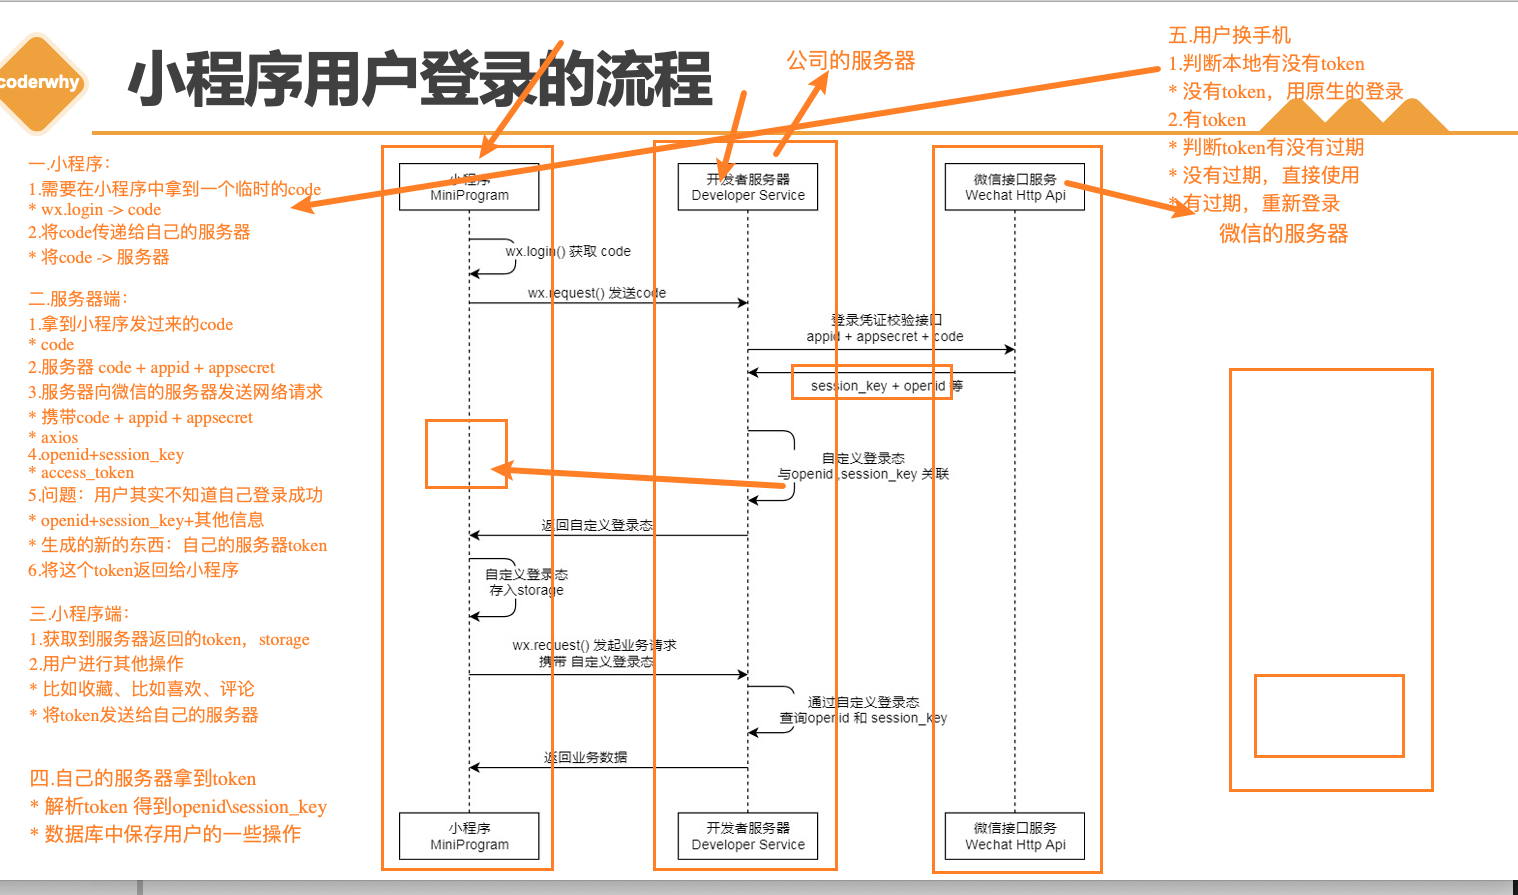 coderwhy
小程序用户登录的流程
公司的服务器
五.用户换手机
1.判断本地有没有token
* 没有token，用原生的登录
2.有token
* 判断token有没有过期
* 没有过期，直接使用
* 有过期，重新登录
微信的服务器
一.小程序：
1.需要在小程序中拿到一个临时的code
* wx.login -> code
2.将code传递给自己的服务器
* 将code -> 服务器
二.服务器端：
1.拿到小程序发过来的code
* code
2.服务器 code + appid + appsecret
3.服务器向微信的服务器发送网络请求
* 携带code + appid + appsecret
* axios
4.openid+session_key
* access_token
5.问题：用户其实不知道自己登录成功
* openid+session_key+其他信息
* 生成的新的东西：自己的服务器token
6.将这个token返回给小程序
三.小程序端：
1.获取到服务器返回的token，storage
2.用户进行其他操作
* 比如收藏、比如喜欢、评论
* 将token发送给自己的服务器
四.自己的服务器拿到token
* 解析token 得到openid\session_key
* 数据库中保存用户的一些操作
小程序
MiniProgram
开发者服务器
Developer Service
微信接口服务
Wechat Http Api
wx.login() 获取 code
wx.request() 发送code
登录凭证校验接口
appid + appsecret + code
session_key + openid 等
自定义登录态
与openid,session_key 关联
返回自定义登录态
自定义登录态
存入storage
wx.request() 发起业务请求
携带 自定义登录态
通过自定义登录态
查询openid 和 session_key
返回业务数据
小程序
MiniProgram
开发者服务器
Developer Service
微信接口服务
Wechat Http Api